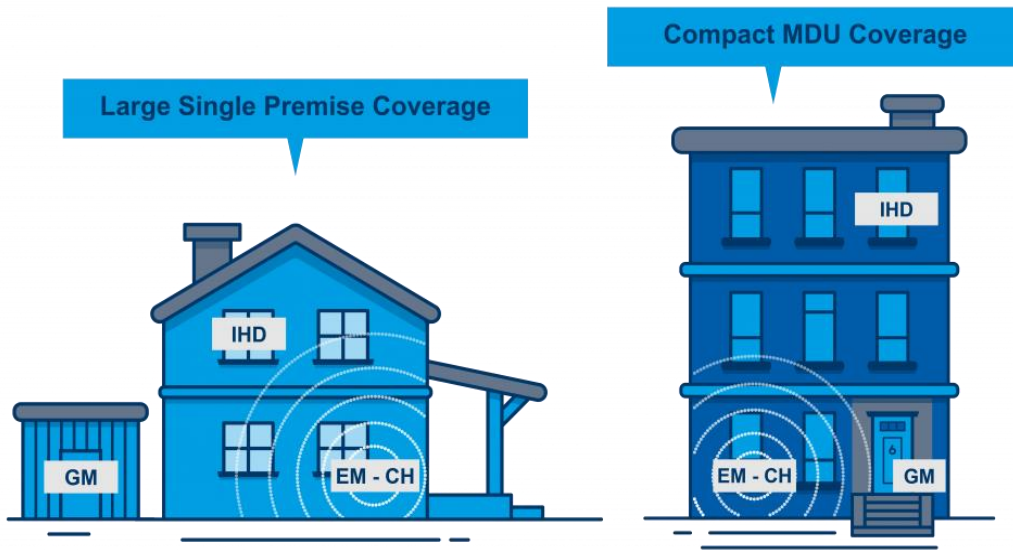 Large Single Premise Coverage
IHD
GM
EM - CH
Compact MDU Coverage
IHD
EM - CH
6
GM